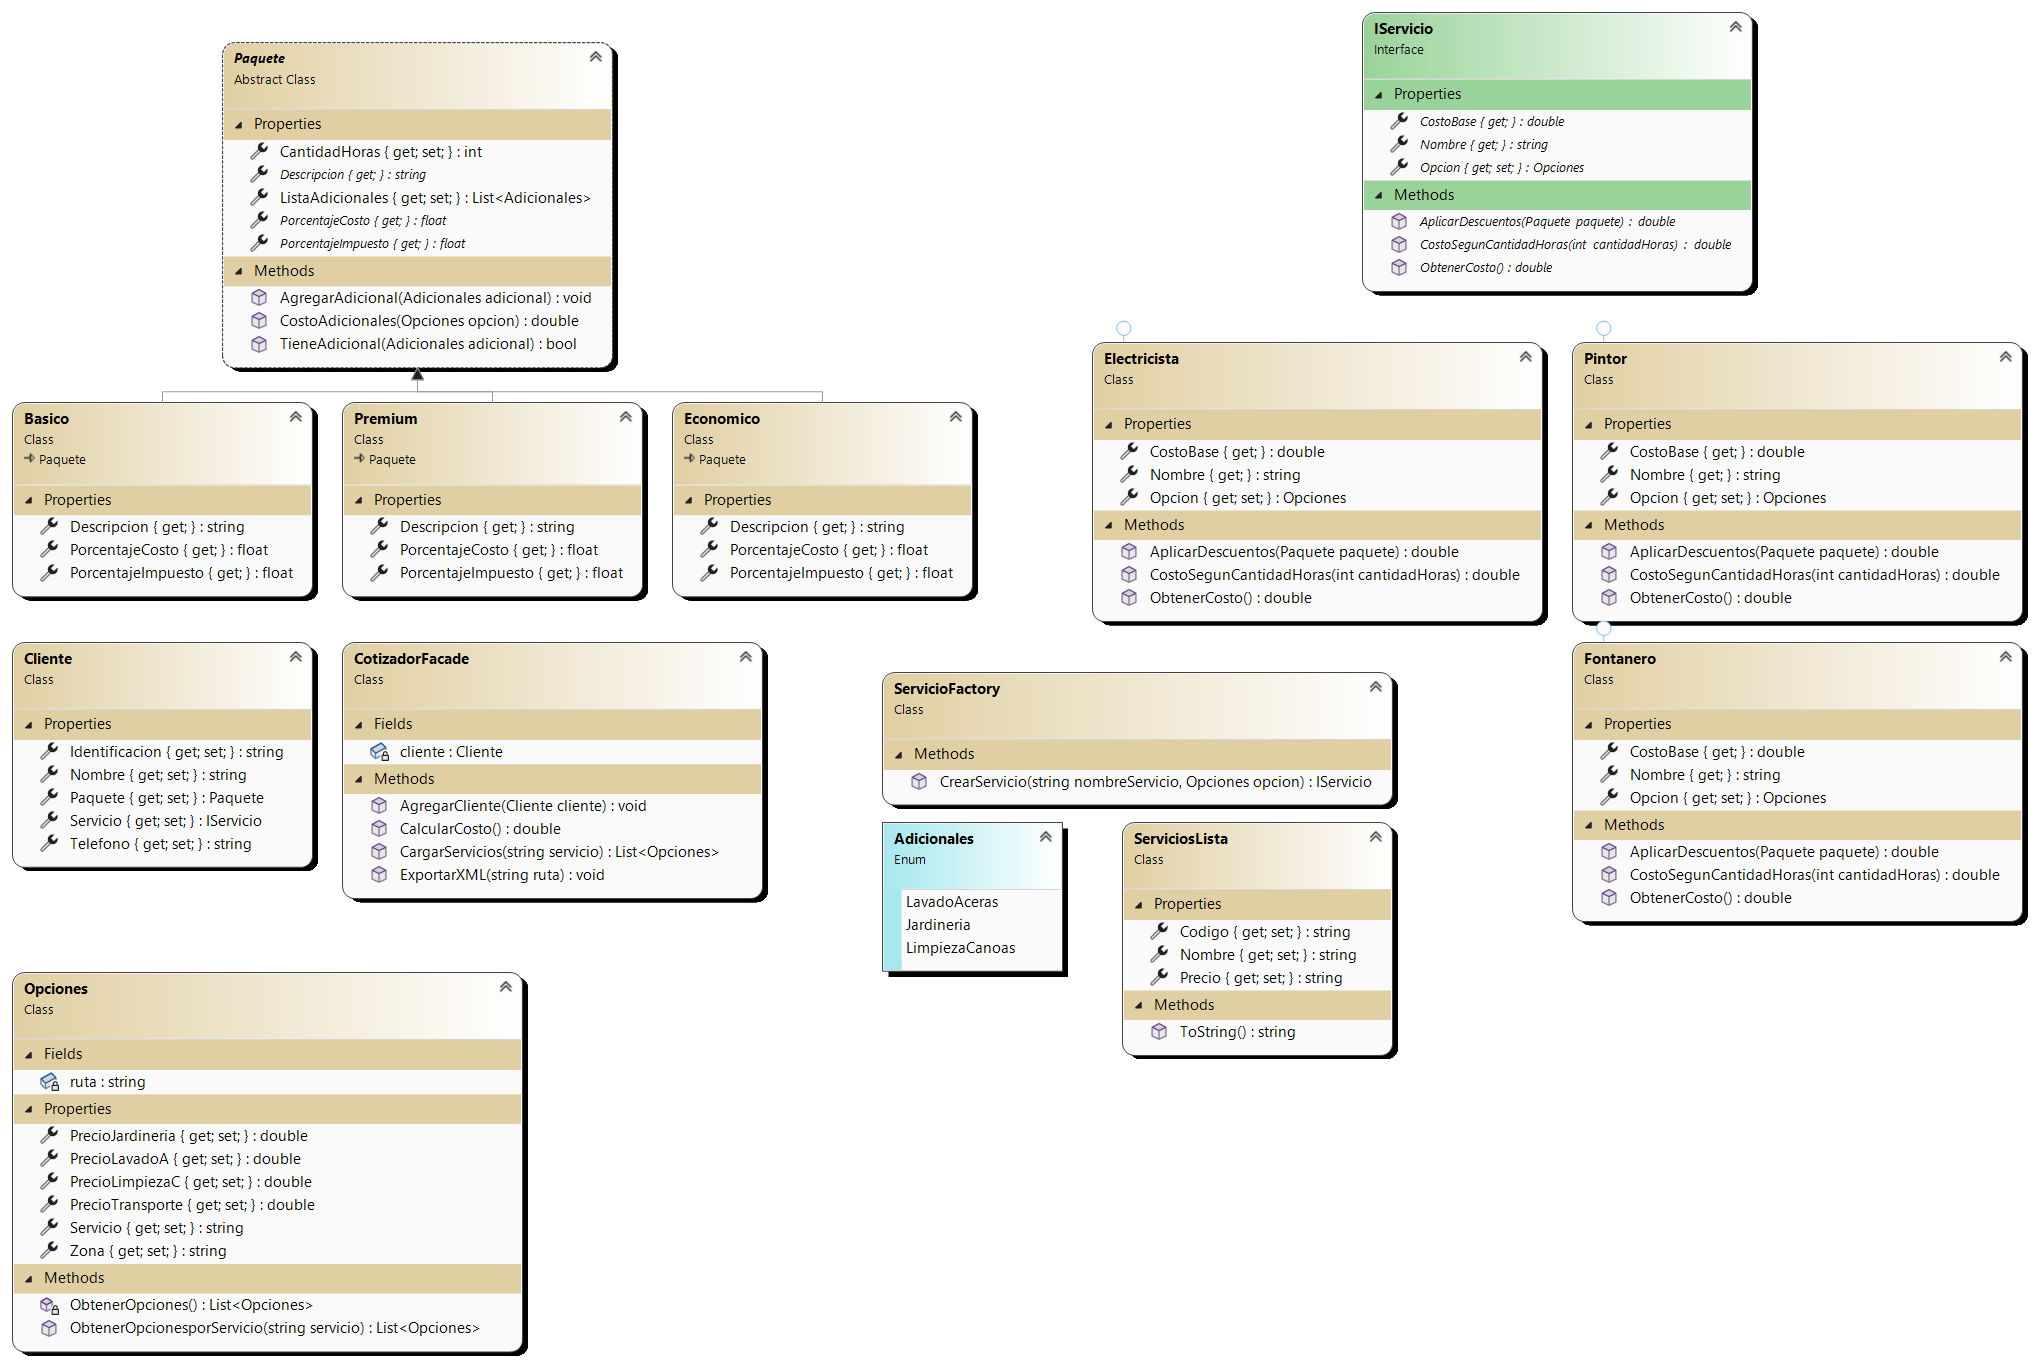 Paquete
Abstract Class
Properties
CantidadHoras { get; set; } : int
Descripcion { get; } : string
ListaAdicionales { get; set; } : List<Adicionales>
PorcentajeCosto { get; } : float
PorcentajeImpuesto { get; } : float
Methods
AgregarAdicional(Adicionales adicional) : void
CostoAdicionales(Opciones opcion) : double
TieneAdicional(Adicionales adicional) : bool
IServicio
Interface
Properties
CostoBase { get; } : double
Nombre { get; } : string
Opcion { get; set; } : Opciones
Methods
AplicarDescuentos(Paquete paquete) : double
CostoSegunCantidadHoras(int cantidadHoras) : double
ObtenerCosto() : double
Basico
Class
Paquete
Properties
Descripcion { get; } : string
PorcentajeCosto { get; } : float
PorcentajeImpuesto { get; } : float
Premium
Class
Paquete
Properties
Descripcion { get; } : string
PorcentajeCosto { get; } : float
PorcentajeImpuesto { get; } : float
Economico
Class
Paquete
Properties
Descripcion { get; } : string
PorcentajeCosto { get; } : float
PorcentajeImpuesto { get; } : float
Electricista
Class
Properties
CostoBase { get; } : double
Nombre { get; } : string
Opcion { get; set; } : Opciones
Methods
AplicarDescuentos(Paquete paquete) : double
CostoSegunCantidadHoras(int cantidadHoras) : double
ObtenerCosto() : double
Pintor
Class
Properties
CostoBase { get; } : double
Nombre { get; } : string
Opcion { get; set; } : Opciones
Methods
AplicarDescuentos(Paquete paquete) : double
CostoSegunCantidadHoras(int cantidadHoras) : double
ObtenerCosto() : double
Cliente
Class
Properties
Identificacion { get; set; } : string
Nombre { get; set; } : string
Paquete { get; set; } : Paquete
Servicio { get; set; } : IServicio
Telefono { get; set; } : string
CotizadorFacade
Class
Fields
cliente : Cliente
Methods
AgregarCliente(Cliente cliente) : void
CalcularCosto() : double
CargarServicios(string servicio) : List<Opciones>
ExportarXML(string ruta) : void
ServicioFactory
Class
Methods
CrearServicio(string nombreServicio, Opciones opcion) : IServicio
Fontanero
Class
Properties
CostoBase { get; } : double
Nombre { get; } : string
Opcion { get; set; } : Opciones
Methods
AplicarDescuentos(Paquete paquete) : double
CostoSegunCantidadHoras(int cantidadHoras) : double
ObtenerCosto() : double
Adicionales
Enum
LavadoAceras
Jardineria
LimpiezaCanoas
ServiciosLista
Class
Properties
Codigo { get; set; } : string
Nombre { get; set; } : string
Precio { get; set; } : string
Methods
ToString() : string
Opciones
Class
Fields
ruta : string
Properties
PrecioJardineria { get; set; } : double
PrecioLavadoA { get; set; } : double
PrecioLimpiezaC { get; set; } : double
PrecioTransporte { get; set; } : double
Servicio { get; set; } : string
Zona { get; set; } : string
Methods
ObtenerOpciones() : List<Opciones>
ObtenerOpcionesporServicio(string servicio) : List<Opciones>